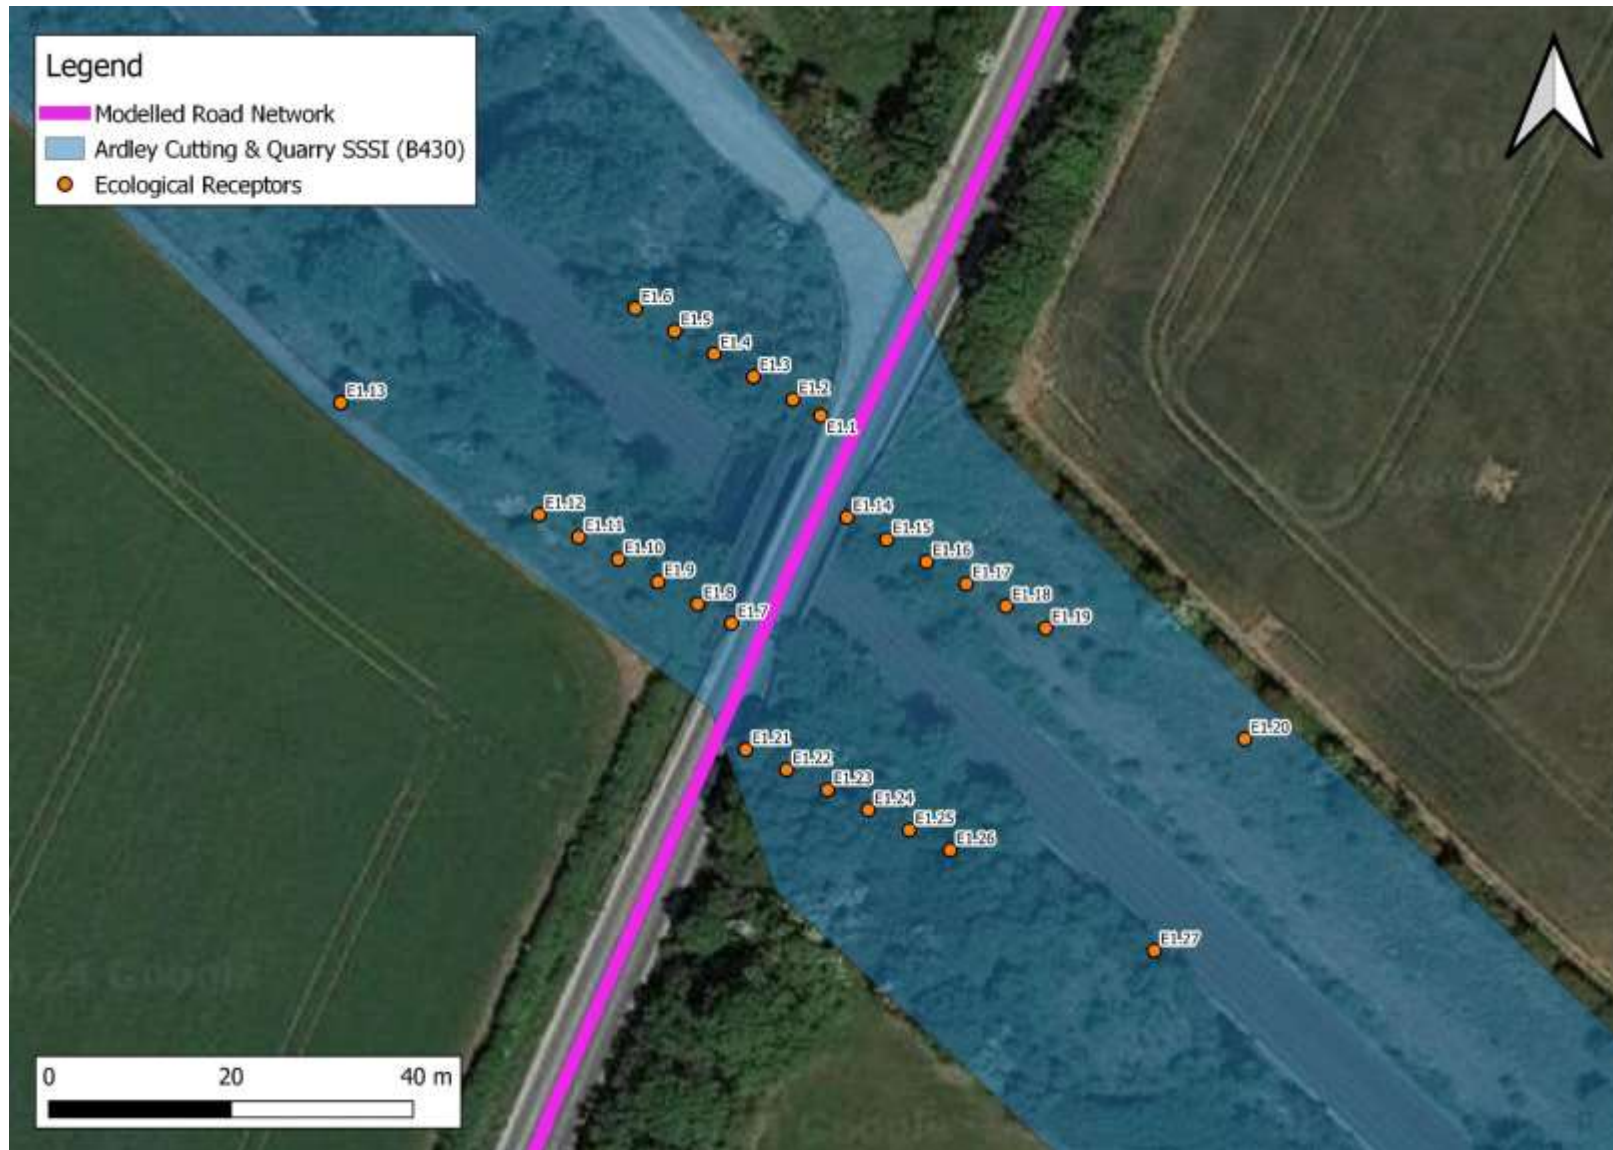 Legend
Modelled Road Network
Ardley Cutting & Quarry SSSI (B430)
Ecological Receptors
E1.6
E1.5
E1.4
E1.3
E1.13
E1.2
E1.1
E1.12
E1.14
E1.11
E1.15
E1.10
E1.16
E1.9
E1.17
E1.8
E1.18
E1.7
E1.19
E1.20
E1.21
E1.22
E1.23
E1.24
E1.25
E1.26
E1.27
0 20 40 m